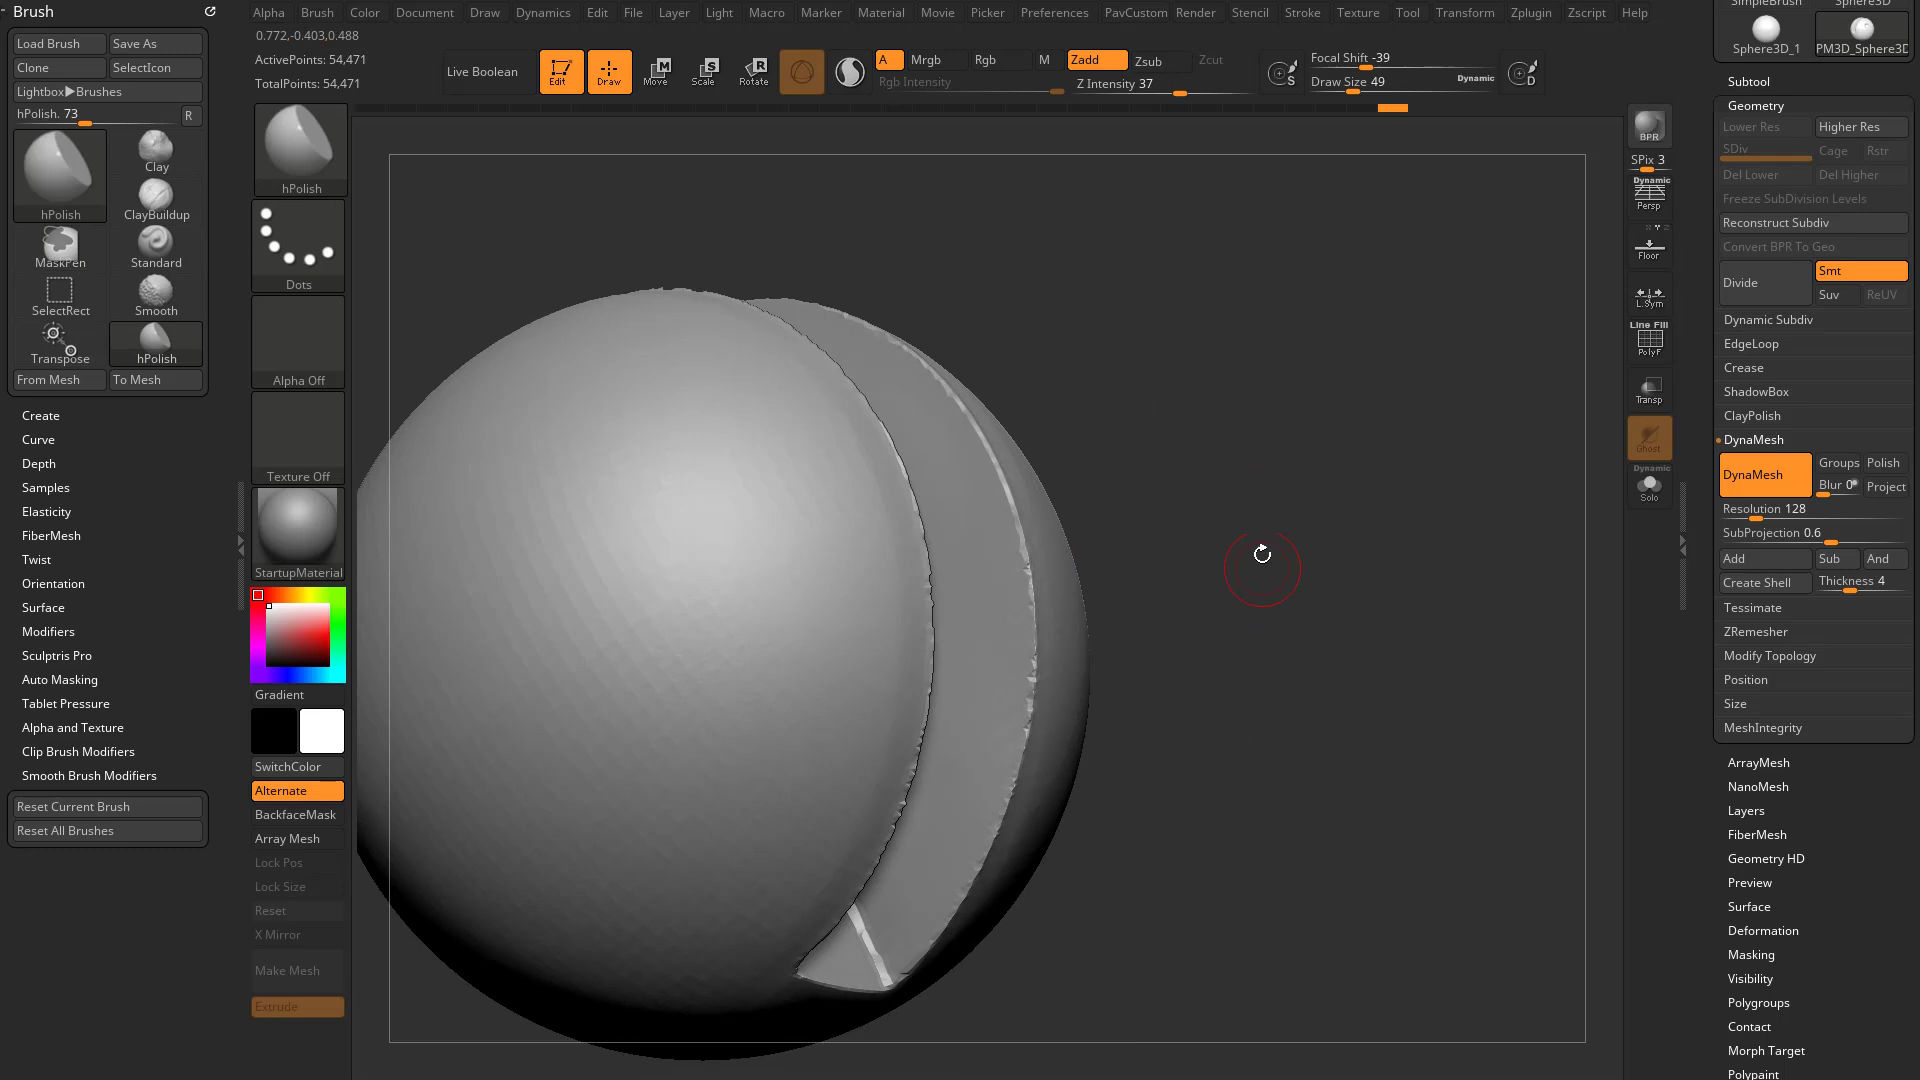 Brush
Load Brush
Save As
Clone
SelectIcon
Lightbox▶Brushes
hPolish. 73
R
hPolish
Clay
ClayBuildup
MaskPen
Standard
SelectRect
Smooth
Transpose
hPolish
From Mesh
To Mesh
Create
Curve
Depth
Samples
Elasticity
FiberMesh
Twist
Orientation
Surface
Modifiers
Sculptris Pro
Auto Masking
Tablet Pressure
Alpha and Texture
Clip Brush Modifiers
Smooth Brush Modifiers
Reset Current Brush
Reset All Brushes
Alpha Brush Color Document Draw Dynamics Edit File Layer Light Macro Marker Material Movie Picker Preferences PavCustom Render Stencil Stroke Texture Tool Transform Zplugin Zscript Help
0.772,-0.403,0.488
ActivePoints: 54,471
TotalPoints: 54,471
Live Boolean
Edit
Draw
M
Move
S
Scale
R
Rotate
A
Mrgb
Rgb
M
Zadd
Zsub
Zcut
Rgb Intensity
Z Intensity 37
S
Focal Shift -39
Draw Size 49
Dynamic
D
hPolish
Dots
Alpha Off
Texture Off
StartupMaterial
Gradient
SwitchColor
Alternate
BackfaceMask
Array Mesh
Lock Pos
Lock Size
Reset
X Mirror
Make Mesh
Extrude
BPR
SPix 3
Dynamic
Persp
Floor
L.Sym
Line Fill
PolyF
Transp
Ghost
Dynamic
Solo
SimpleBrush
Sphere3D
Sphere3D_1
PM3D_Sphere3D
Subtool
Geometry
Lower Res
Higher Res
SDiv
Cage
Rstr
Del Lower
Del Higher
Freeze SubDivision Levels
Reconstruct Subdiv
Convert BPR To Geo
Divide
Smt
Suv
ReUV
Dynamic Subdiv
EdgeLoop
Crease
ShadowBox
ClayPolish
DynaMesh
DynaMesh
Groups
Polish
Blur 0
Project
Resolution 128
SubProjection 0.6
Add
Sub
And
Create Shell
Thickness 4
Tessimate
ZRemesher
Modify Topology
Position
Size
MeshIntegrity
ArrayMesh
NanoMesh
Layers
FiberMesh
Geometry HD
Preview
Surface
Deformation
Masking
Visibility
Polygroups
Contact
Morph Target
Polypaint